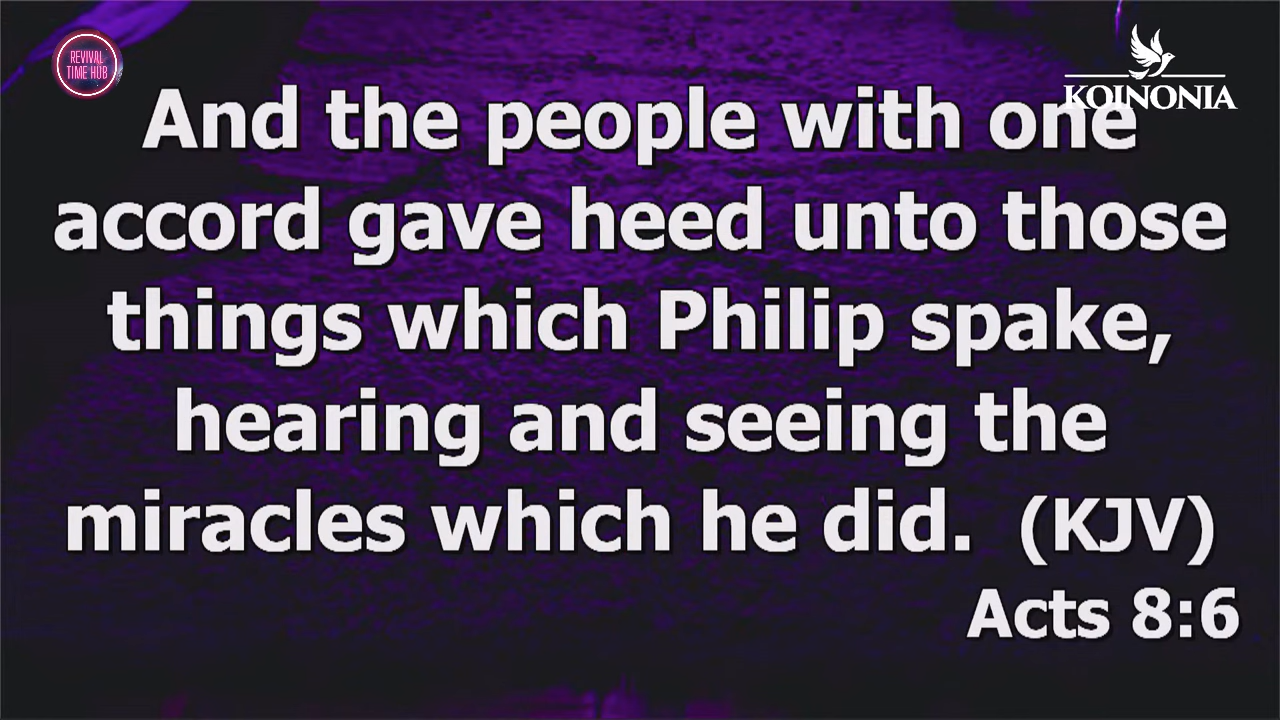 REVIVAL
TIME HUB
KOINONIA
And the people with one
accord gave heed unto those
things which Philip spake,
hearing and seeing the
miracles which he did.  (KJV)
Acts 8:6